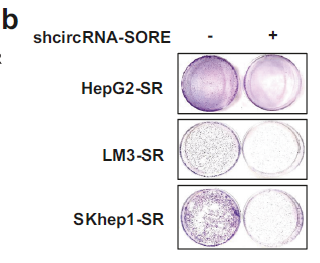 b
shcircRNA-SORE - +
R
HepG2-SR
LM3-SR
SKhep1-SR